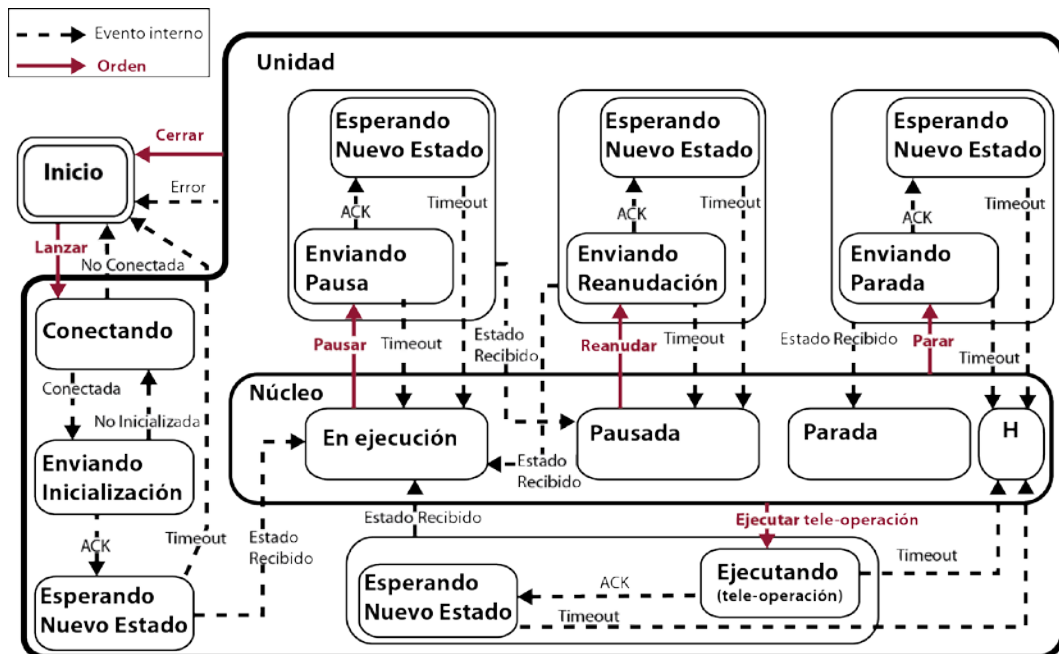 Evento interno
Orden
Unidad
Esperando
Nuevo Estado
Esperando
Nuevo Estado
Esperando
Nuevo Estado
Cerrar
Inicio
Error
ACK
Timeout
ACK
Timeout
ACK
Timeout
Lanzar
No Conectada
Enviando
Pausa
Enviando
Reanudación
Enviando
Parada
Conectando
Pausar
Timeout
Estado
Recibido
Reanudar
Timeout
Estado Recibido
Parar
Timeout
Conectada
No Inicializada
Núcleo
En ejecución
Pausada
Parada
H
Enviando
Inicialización
Estado
Recibido
Estado Recibido
Ejecutar tele-operación
ACK
Timeout
Estado
Recibido
Esperando
Nuevo Estado
Esperando
Nuevo Estado
ACK
Ejecutando
(tele-operación)
Timeout
Timeout